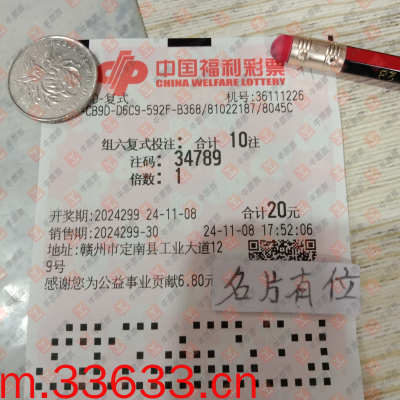 中国福利彩票
CHINA WELFARE LOTTERY
D-复式 机号:36111226
CB9D-D6C9-592F-B368/81022187/8045C
组六复式投注: 合计 10注
注码: 34789
倍数: 1
开奖期:2024299 24-11-08 合计20元
销售期:2024299-30 24-11-08 17:52:06
地址:赣州市定南县工业大道12
9号
感谢您为公益事业贡献6.80元
名片有位
m.33633.cn